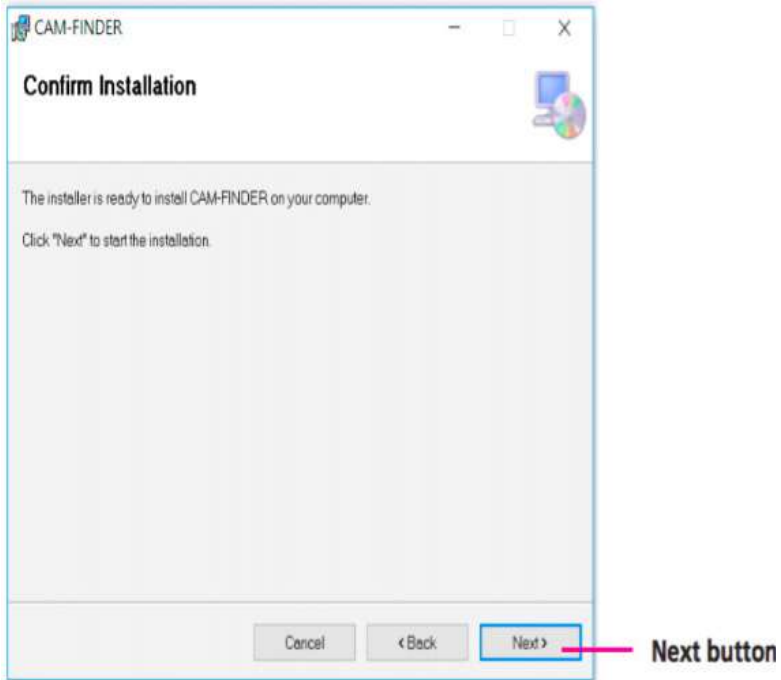 CAM-FINDER
Confirm Installation
The installer is ready to install CAM-FINDER on your computer.
Click "Next" to start the installation.
Cancel
< Back
Next >
Next button